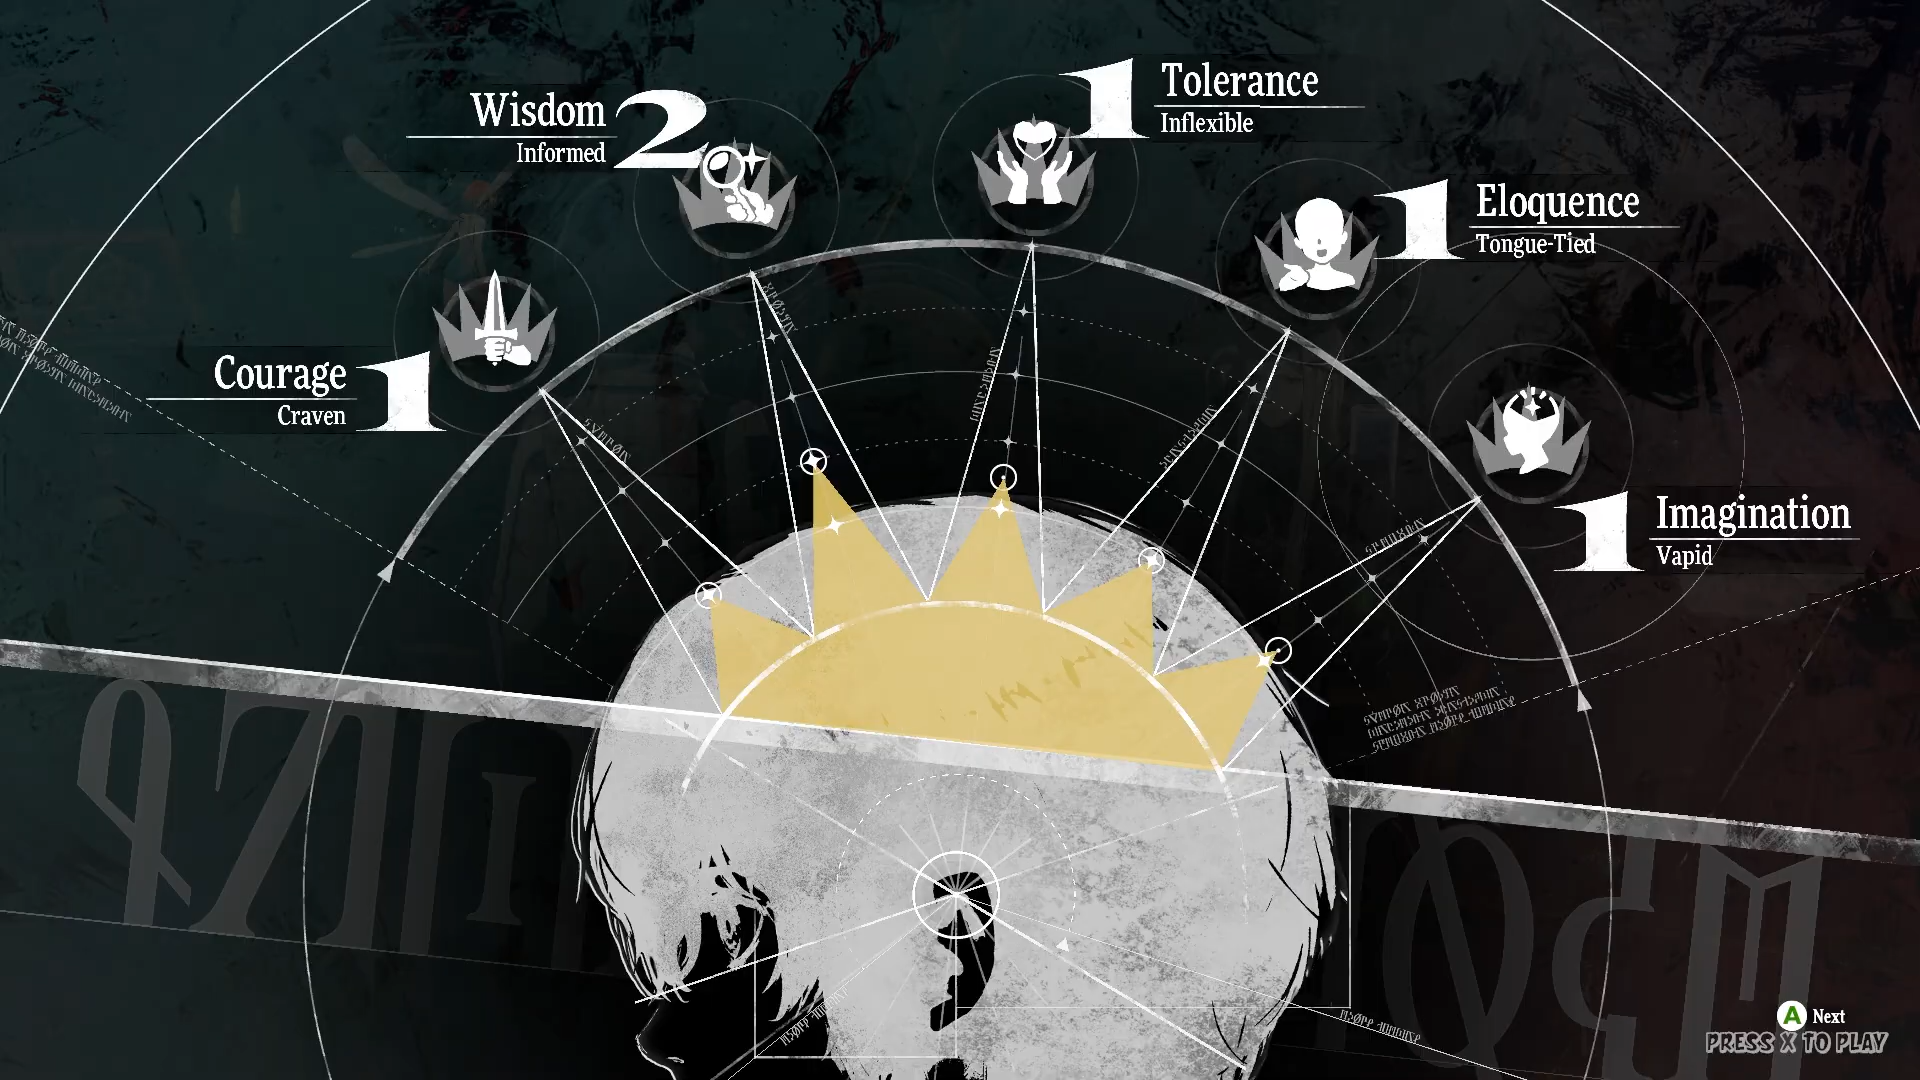 Wisdom 2
Informed
1 Tolerance
Inflexible
1 Eloquence
Tongue-Tied
Courage 1
Craven
1 Imagination
Vapid
A Next
PRESS X TO PLAY